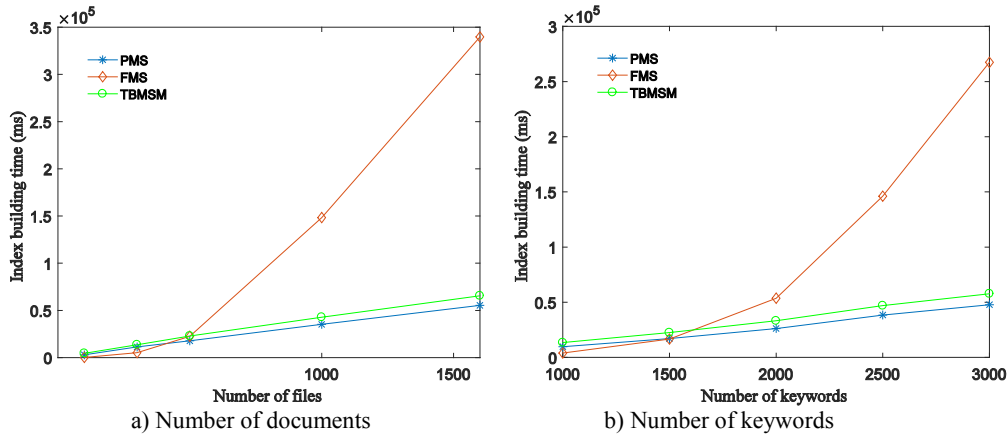 ×10^5
3.5
3
2.5
2
1.5
1
0.5
0
PMS
FMS
TBMSM
Index building time (ms)
1000
1500
Number of files
a) Number of documents
×10^5
3
2.5
2
1.5
1
0.5
0
PMS
FMS
TBMSM
Index building time (ms)
1000
1500
2000
2500
3000
Number of keywords
b) Number of keywords